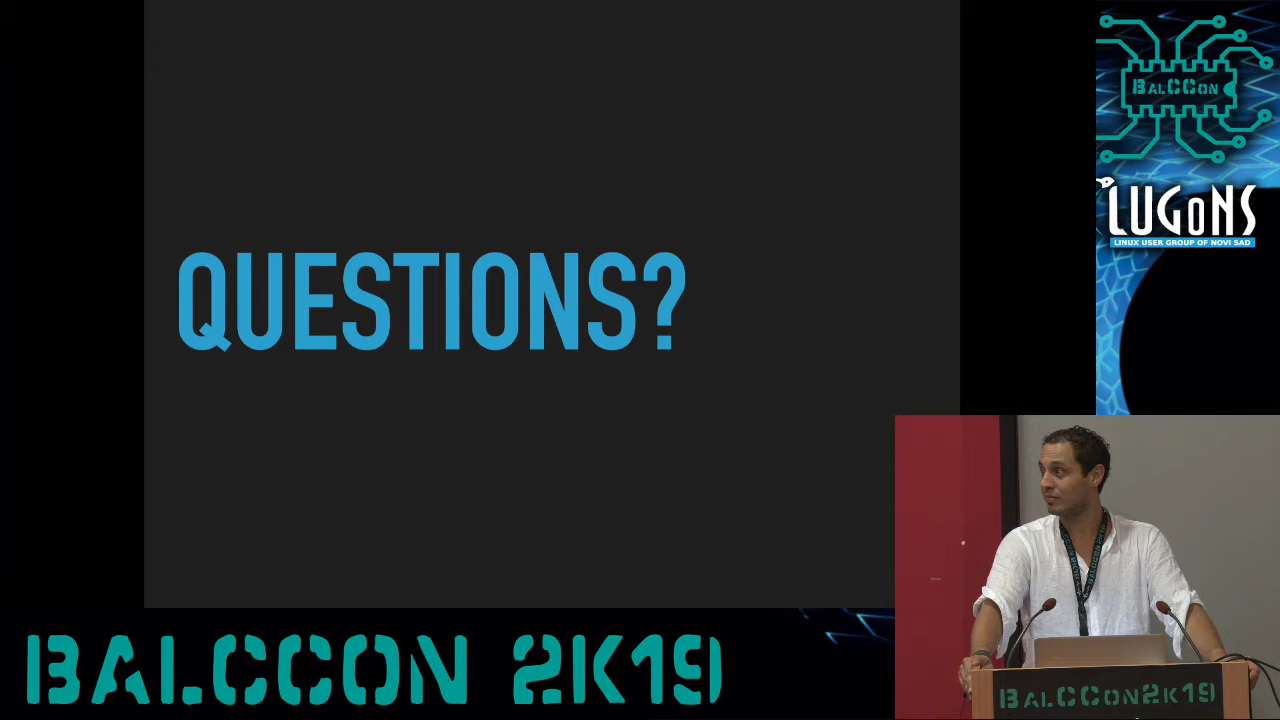 BALCCON
LUGONS
LINUX USER GROUP OF NOVI SAD
QUESTIONS?
BALCCON 2K19
BALCCON2K19